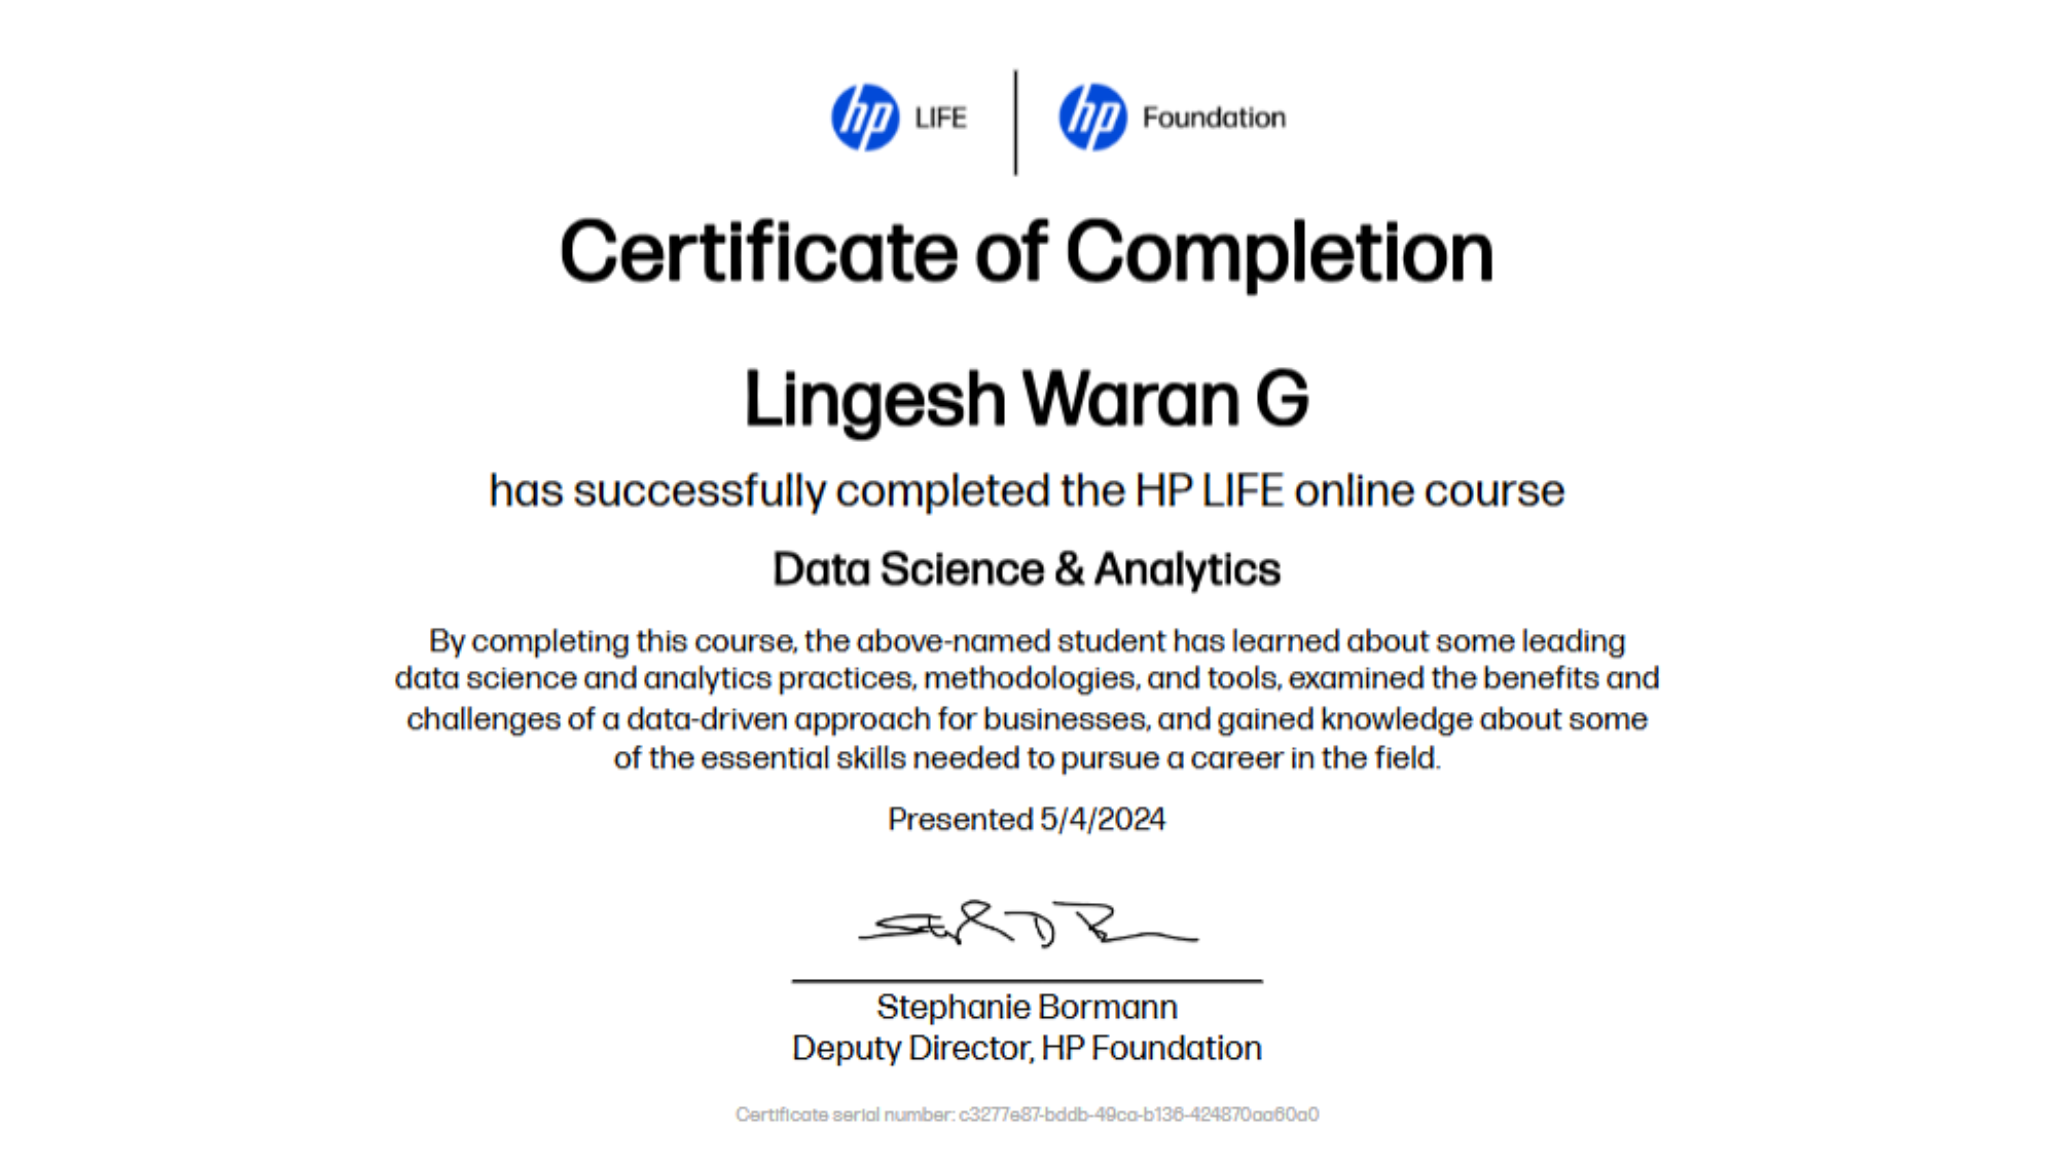 hp LIFE | hp Foundation
Certificate of Completion
Lingesh Waran G
has successfully completed the HP LIFE online course
Data Science & Analytics
By completing this course, the above-named student has learned about some leading
data science and analytics practices, methodologies, and tools, examined the benefits and
challenges of a data-driven approach for businesses, and gained knowledge about some
of the essential skills needed to pursue a career in the field.
Presented 5/4/2024
Stephanie Bormann
Deputy Director, HP Foundation
Certificate serial number: c3277e87-bddb-49ca-b136-424870aa60a0